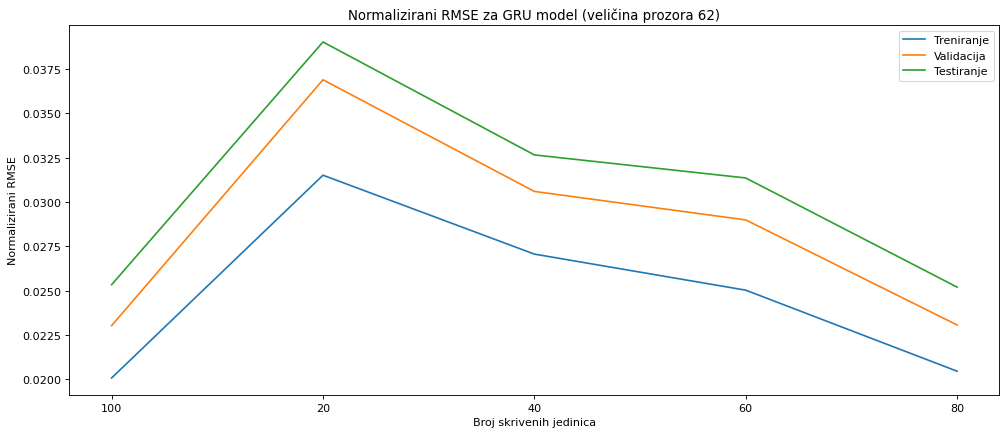 Normalizirani RMSE za GRU model (veličina prozora 62)
Treniranje
Validacija
Testiranje
Normalizirani RMSE
0.0375
0.0350
0.0325
0.0300
0.0275
0.0250
0.0225
0.0200
100
20
40
60
80
Broj skrivenih jedinica